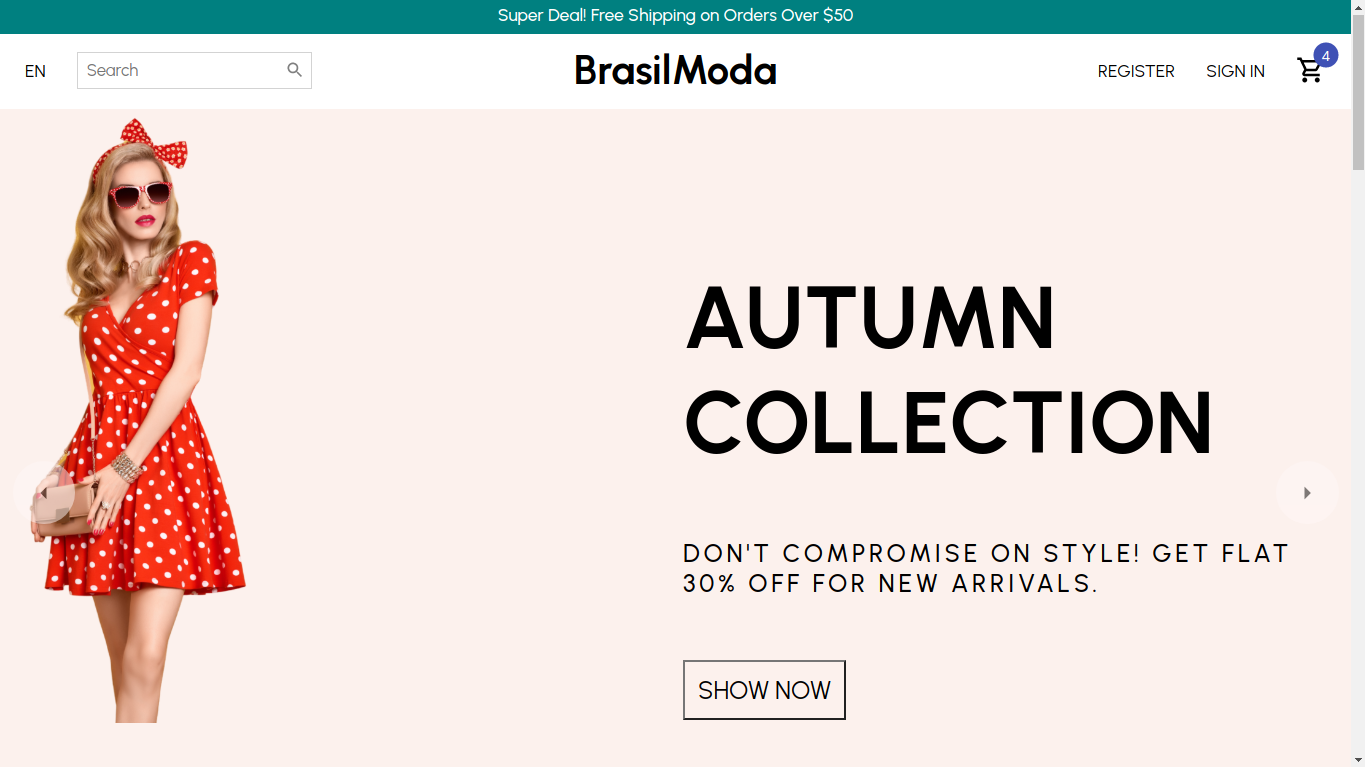 Super Deal! Free Shipping on Orders Over $50
EN
Search
BrasilModa
REGISTER
SIGN IN
4
AUTUMN
COLLECTION
DON'T COMPROMISE ON STYLE! GET FLAT
30% OFF FOR NEW ARRIVALS.
SHOW NOW